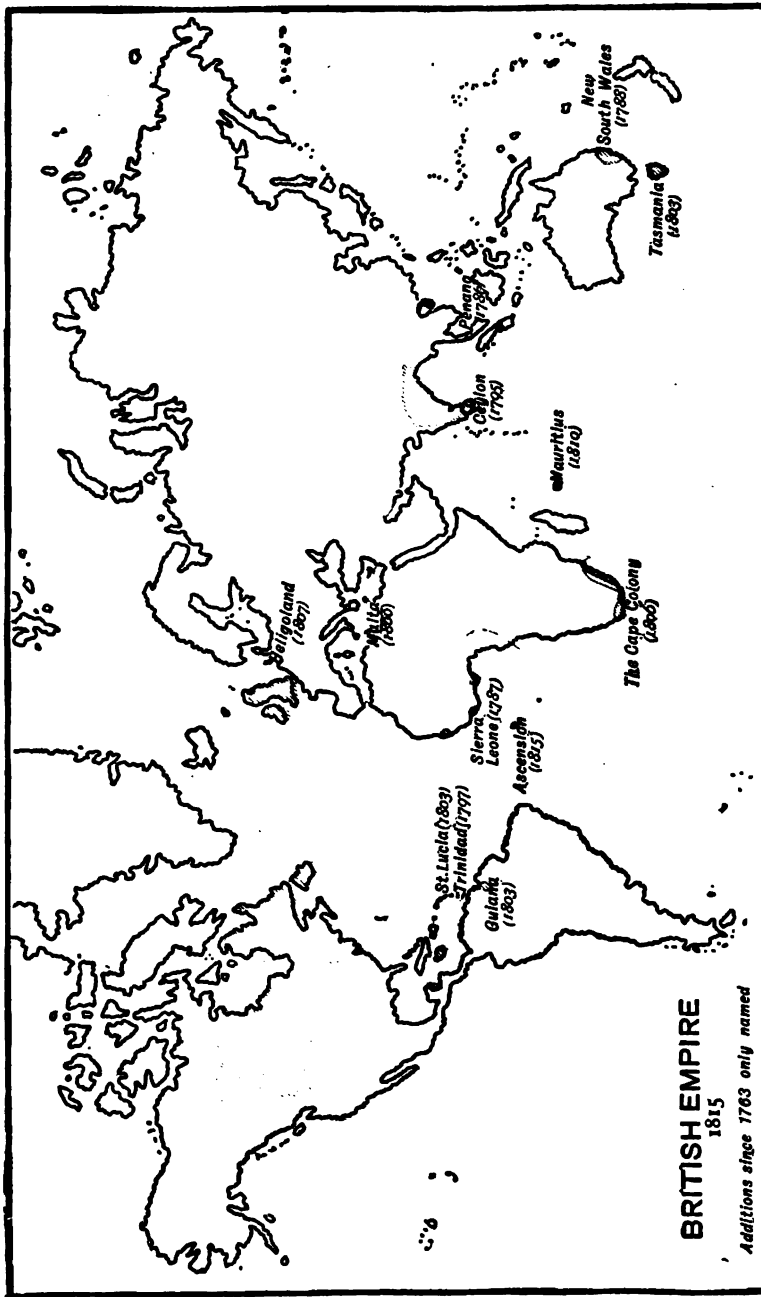 Heligoland
(1807)
Malta
(1800)
New
South Wales
(1788)
Tasmania
(1803)
Penang
(1786)
Ceylon
(1795)
Mauritius
(1810)
The Cape Colony
(1806)
Sierra
Leone (1787)
Ascension
(1815)
St. Lucia (1803)
Trinidad (1797)
Guiana
(1803)
BRITISH EMPIRE
1815
Additions since 1763 only named